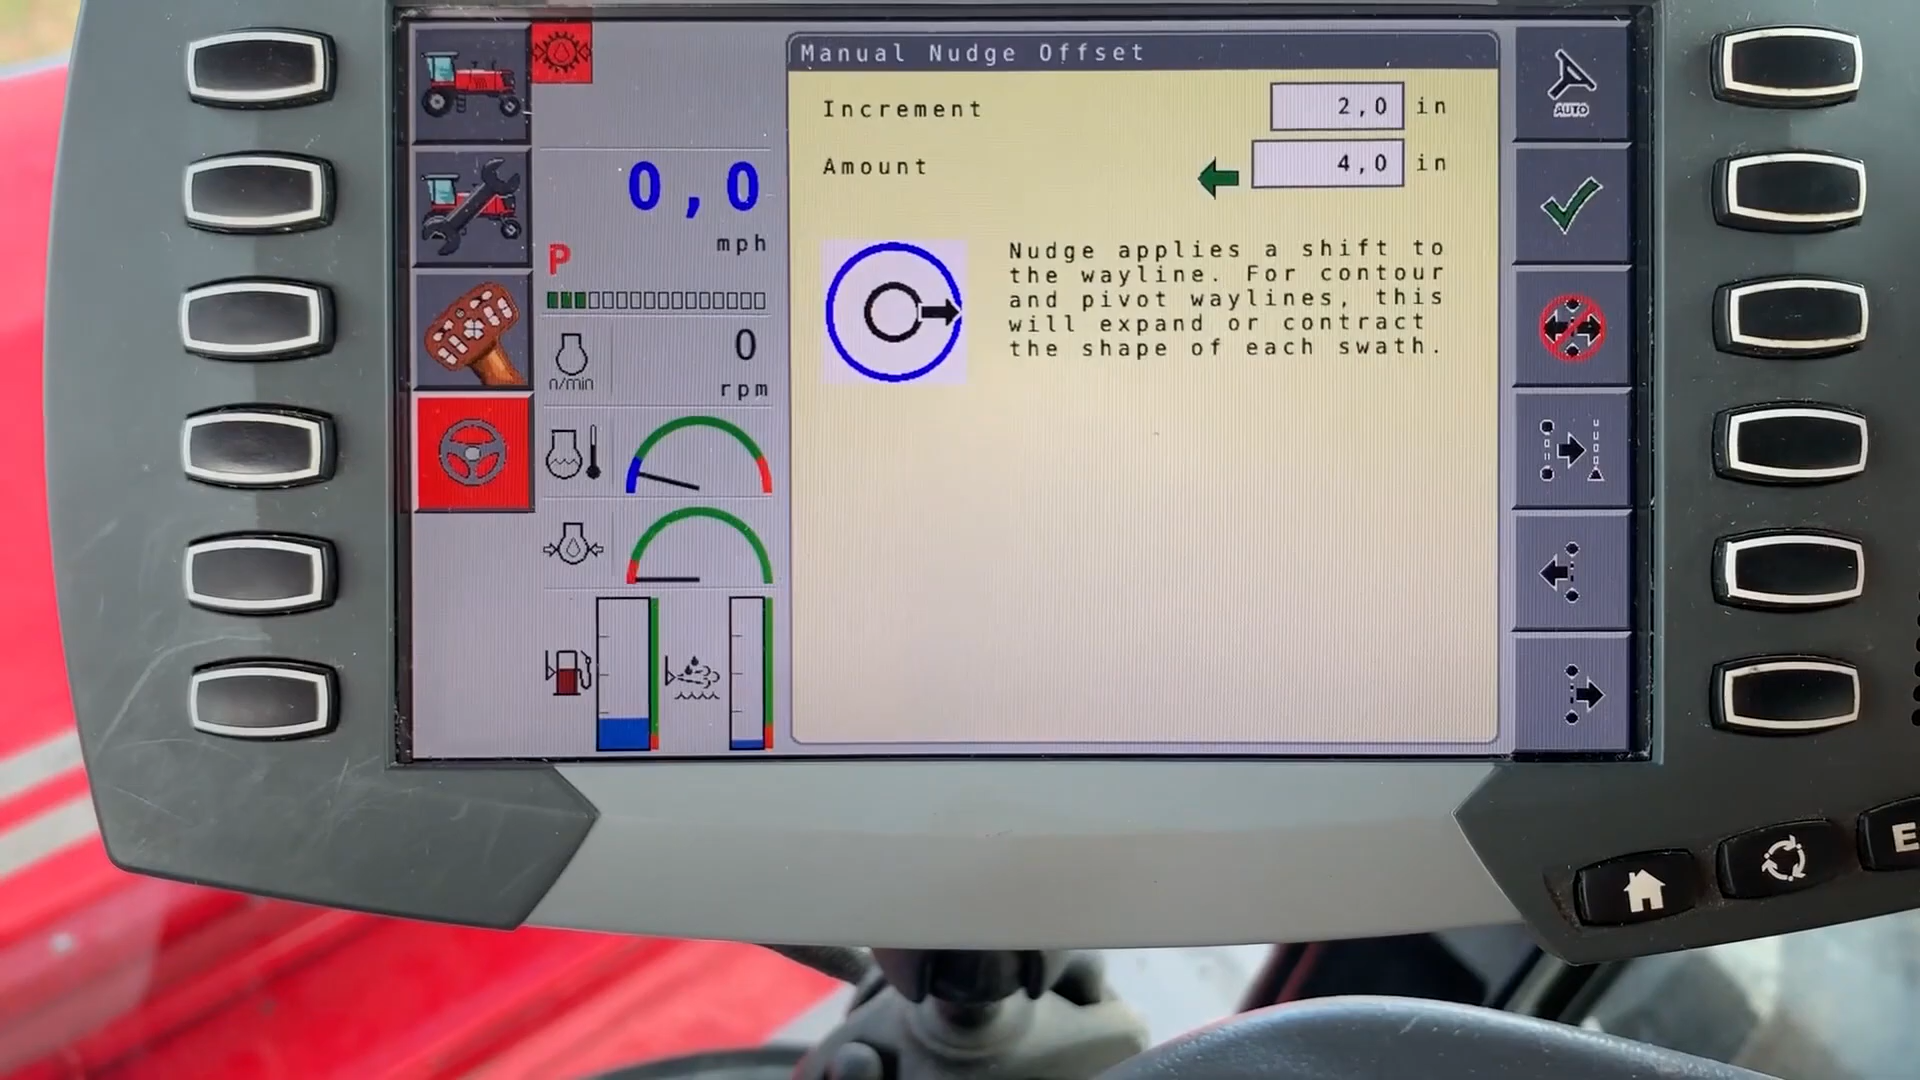 Manual Nudge Offset
Increment 2,0 in
Amount 4,0 in
Nudge applies a shift to
the wayline. For contour
and pivot waylines, this
will expand or contract
the shape of each swath.
0,0
mph
P
0
n/min
rpm
AUTO
E